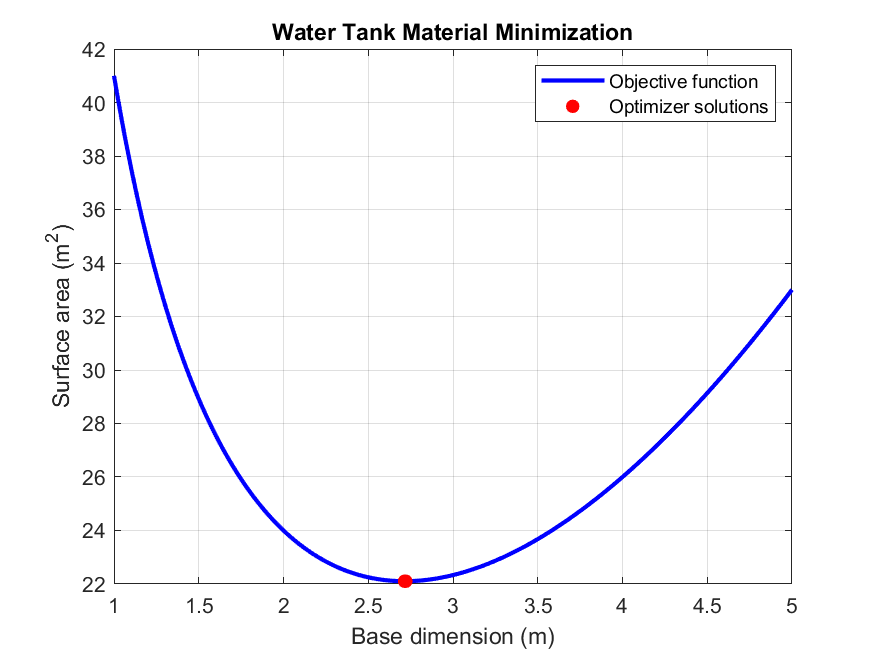 Water Tank Material Minimization
Objective function
Optimizer solutions
Surface area (m²)
42
40
38
36
34
32
30
28
26
24
22
1 1.5 2 2.5 3 3.5 4 4.5 5
Base dimension (m)